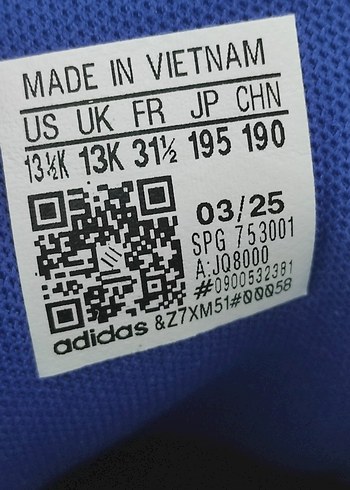 MADE IN VIETNAM
US UK FR JP CHN
13½K 13K 31½ 195 190
03/25
SPG 753001
A:JQ8000
#0900532381
adidas &Z7XM51#00058